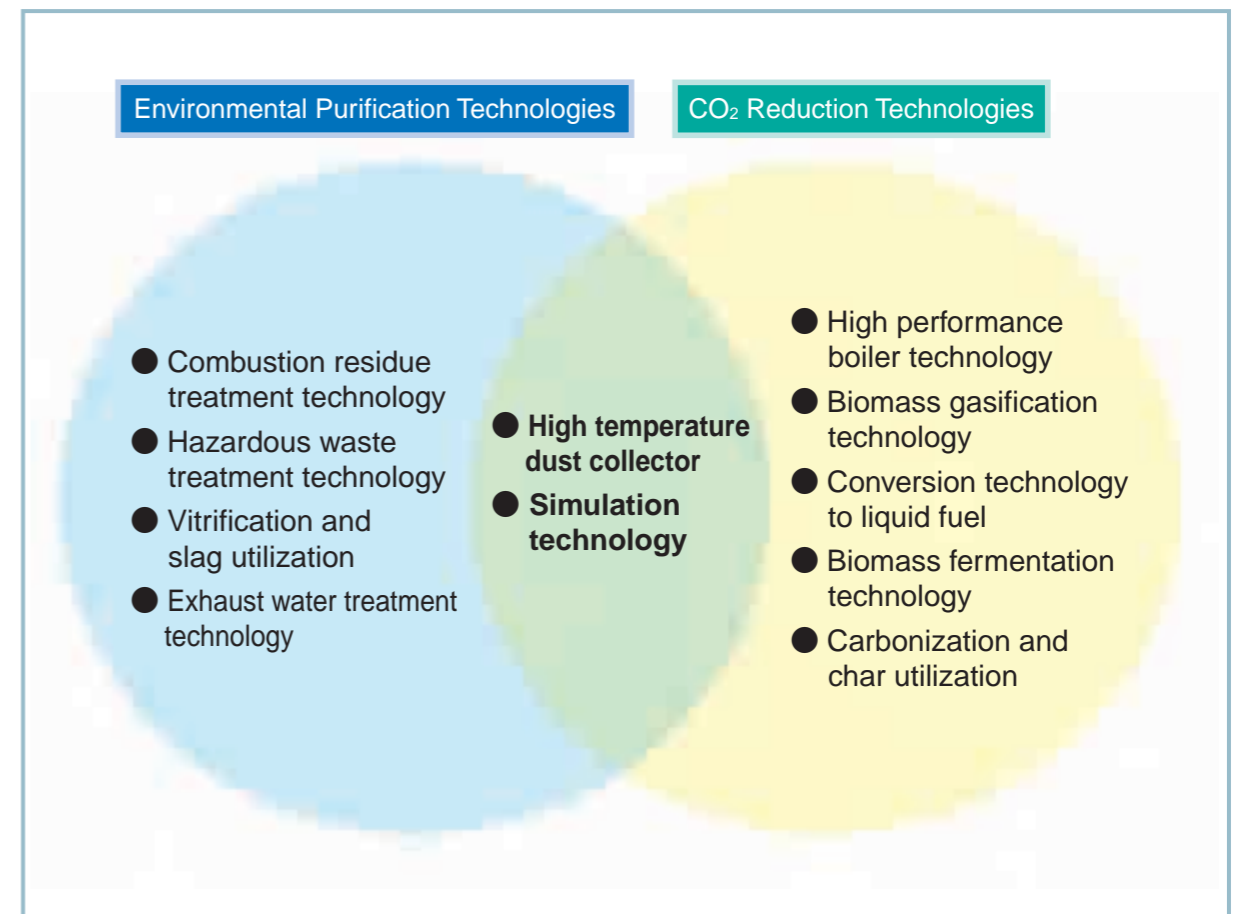 Environmental Purification Technologies
CO₂ Reduction Technologies
● Combustion residue
treatment technology
● Hazardous waste
treatment technology
● Vitrification and
slag utilization
● Exhaust water treatment
technology
● High temperature
dust collector
● Simulation
technology
● High performance
boiler technology
● Biomass gasification
technology
● Conversion technology
to liquid fuel
● Biomass fermentation
technology
● Carbonization and
char utilization